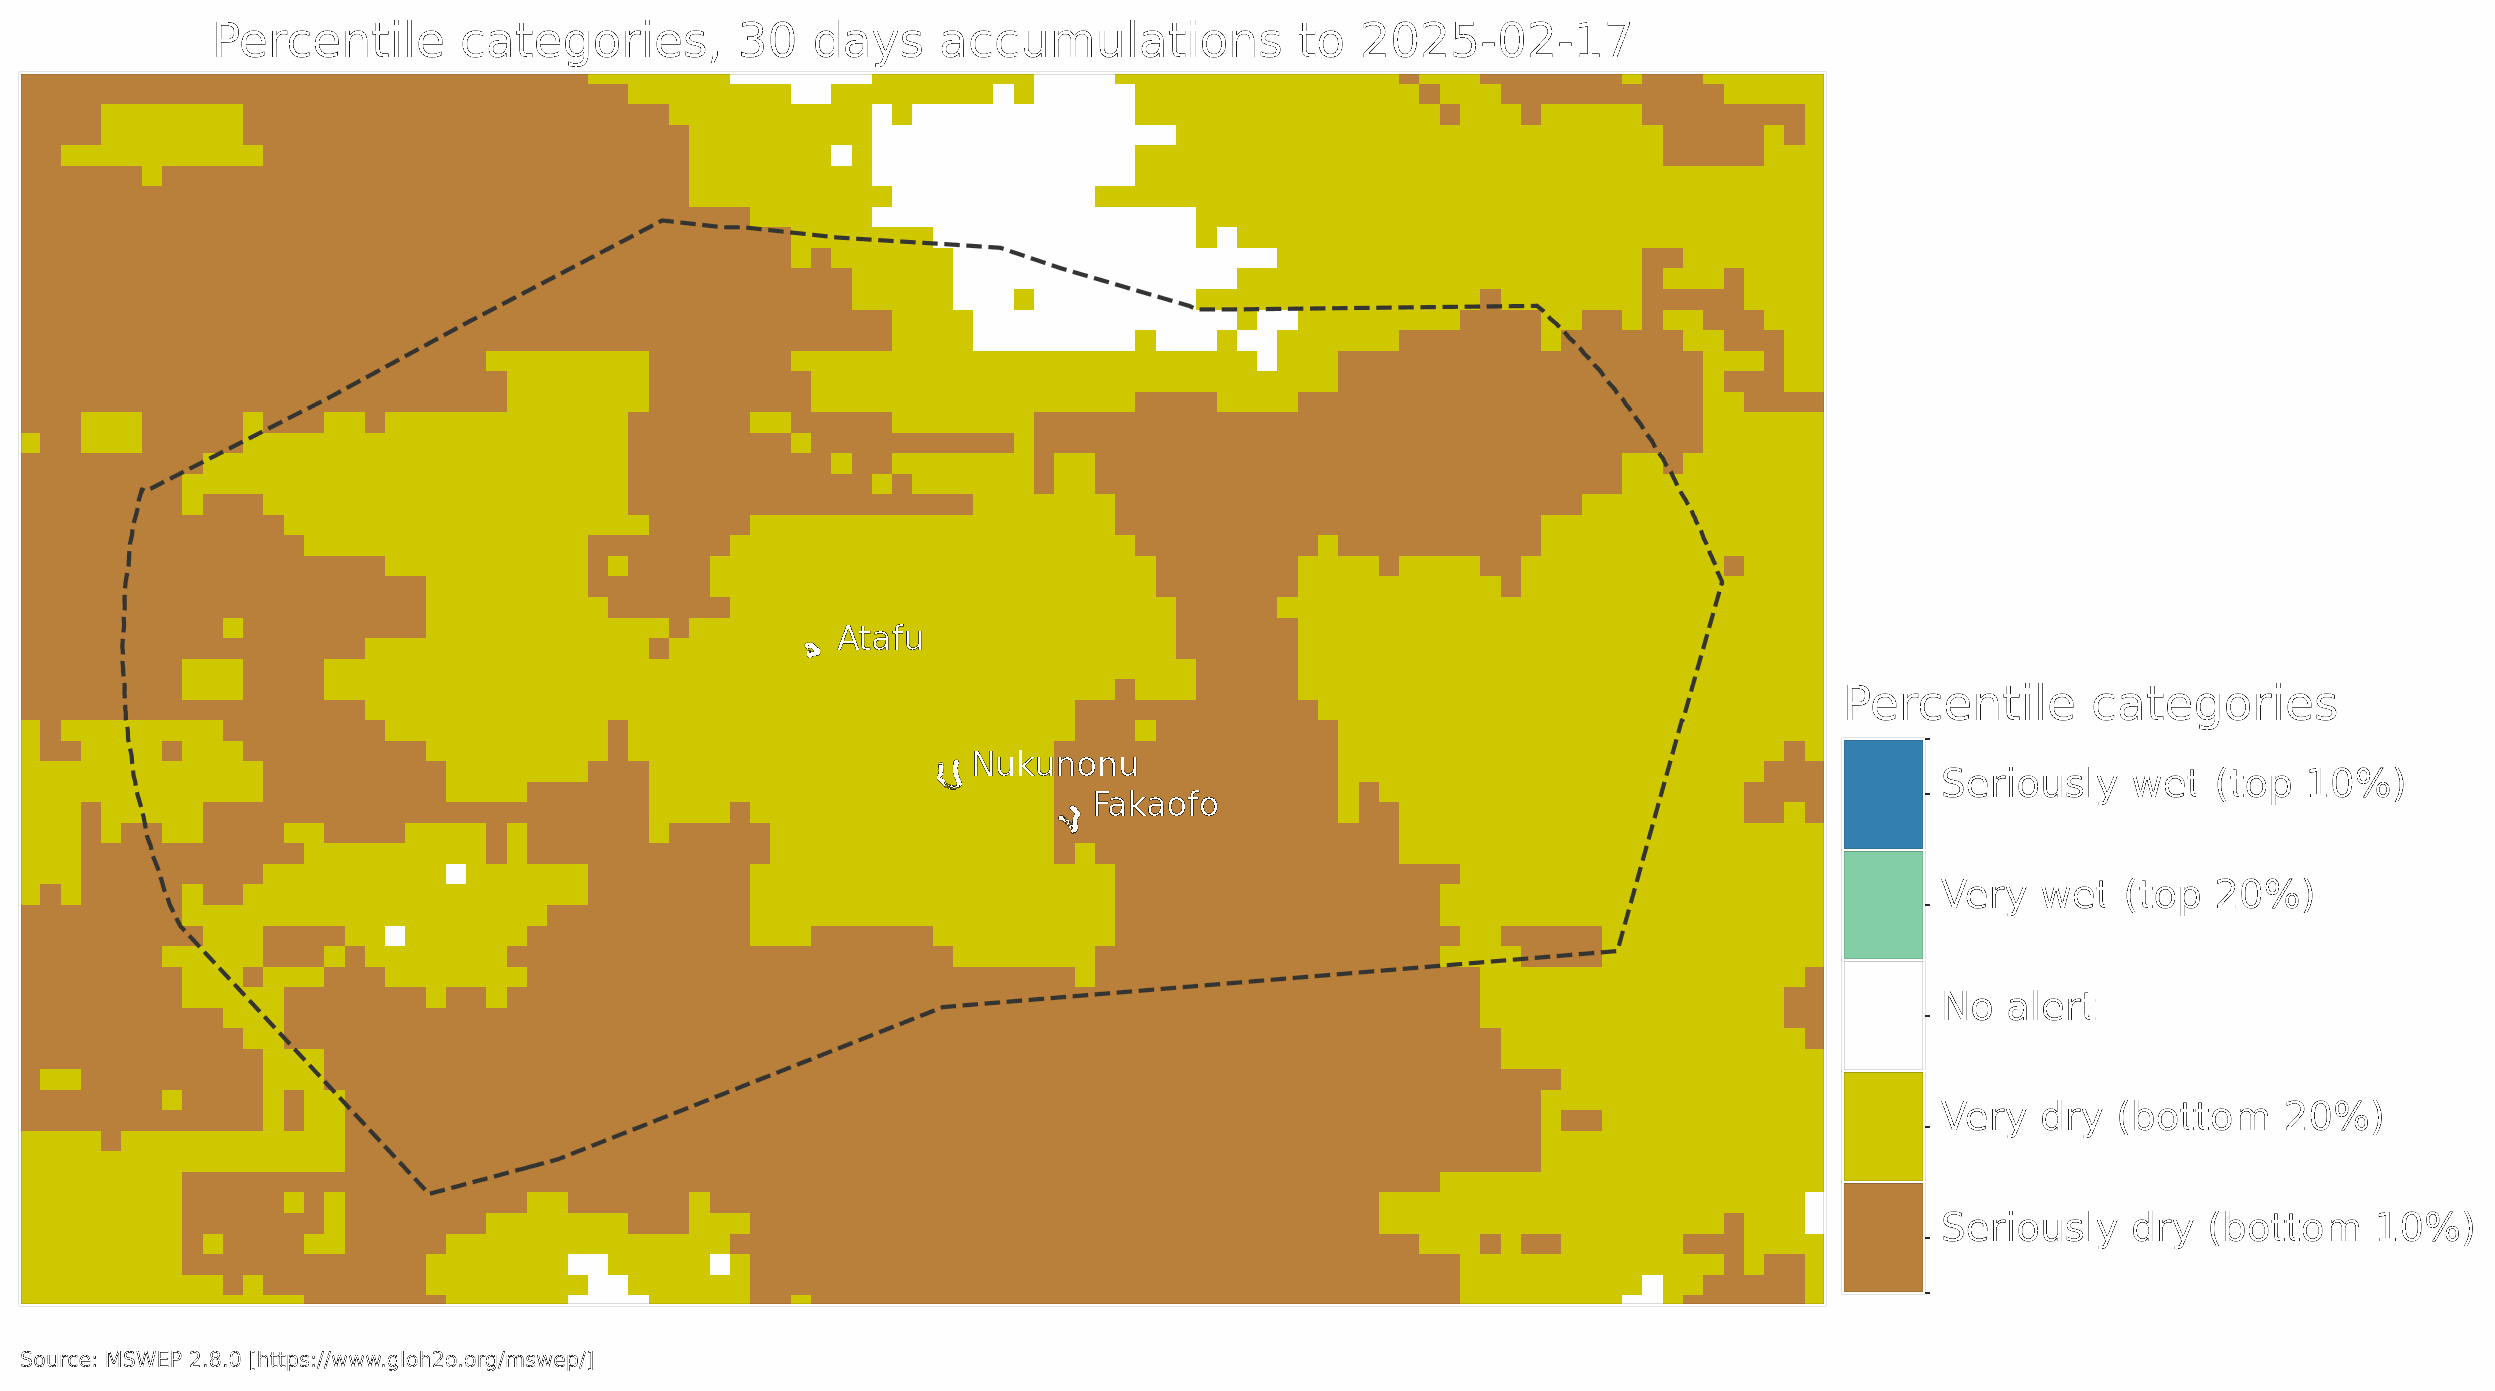 Percentile categories, 30 days accumulations to 2025-02-17
Atafu
Nukunonu
Fakaofo
Percentile categories
Seriously wet (top 10%)
Very wet (top 20%)
No alert
Very dry (bottom 20%)
Seriously dry (bottom 10%)
Source: MSWEP 2.8.0 [https://www.gloh2o.org/mswep/]